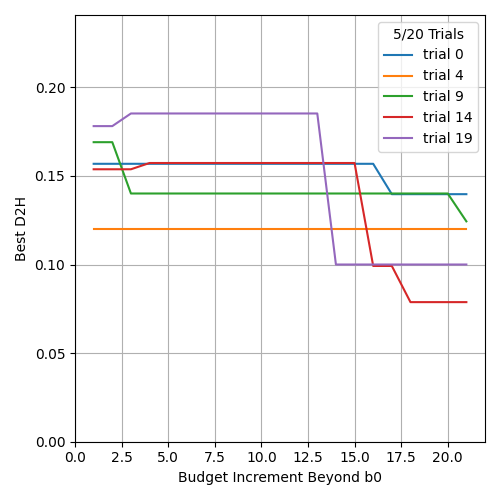 5/20 Trials
trial 0
trial 4
trial 9
trial 14
trial 19
0.20
0.15
0.10
0.05
0.00
Best D2H
0.0 2.5 5.0 7.5 10.0 12.5 15.0 17.5 20.0
Budget Increment Beyond b0